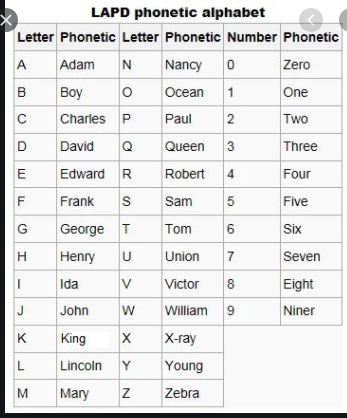 LAPD phonetic alphabet
Letter Phonetic Letter Phonetic Number Phonetic
A Adam N Nancy 0 Zero
B Boy O Ocean 1 One
C Charles P Paul 2 Two
D David Q Queen 3 Three
E Edward R Robert 4 Four
F Frank S Sam 5 Five
G George T Tom 6 Six
H Henry U Union 7 Seven
I Ida V Victor 8 Eight
J John W William 9 Niner
K King X X-ray
L Lincoln Y Young
M Mary Z Zebra